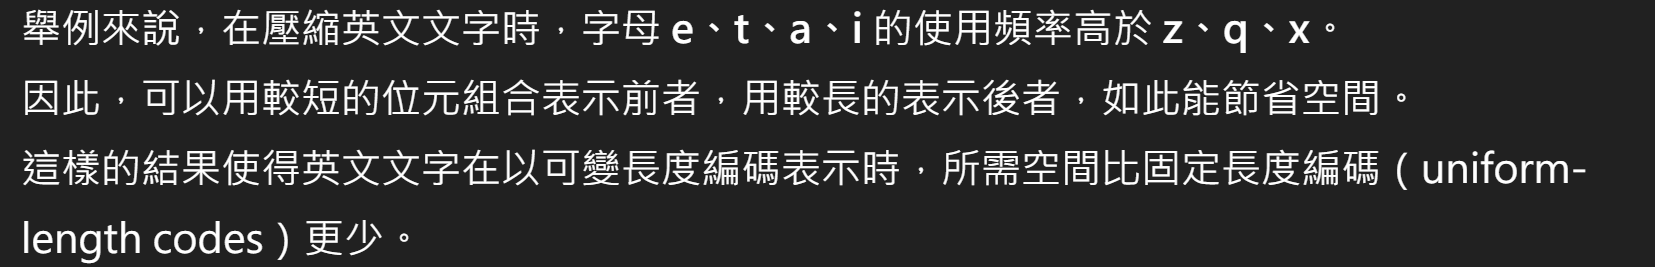 舉例來說，在壓縮英文文字時，字母 e、t、a、i 的使用頻率高於 z、q、x。
因此，可以用較短的位元組合表示前者，用較長的表示後者，如此能節省空間。
這樣的結果使得英文文字在以可變長度編碼表示時，所需空間比固定長度編碼（uniform-
length codes）更少。